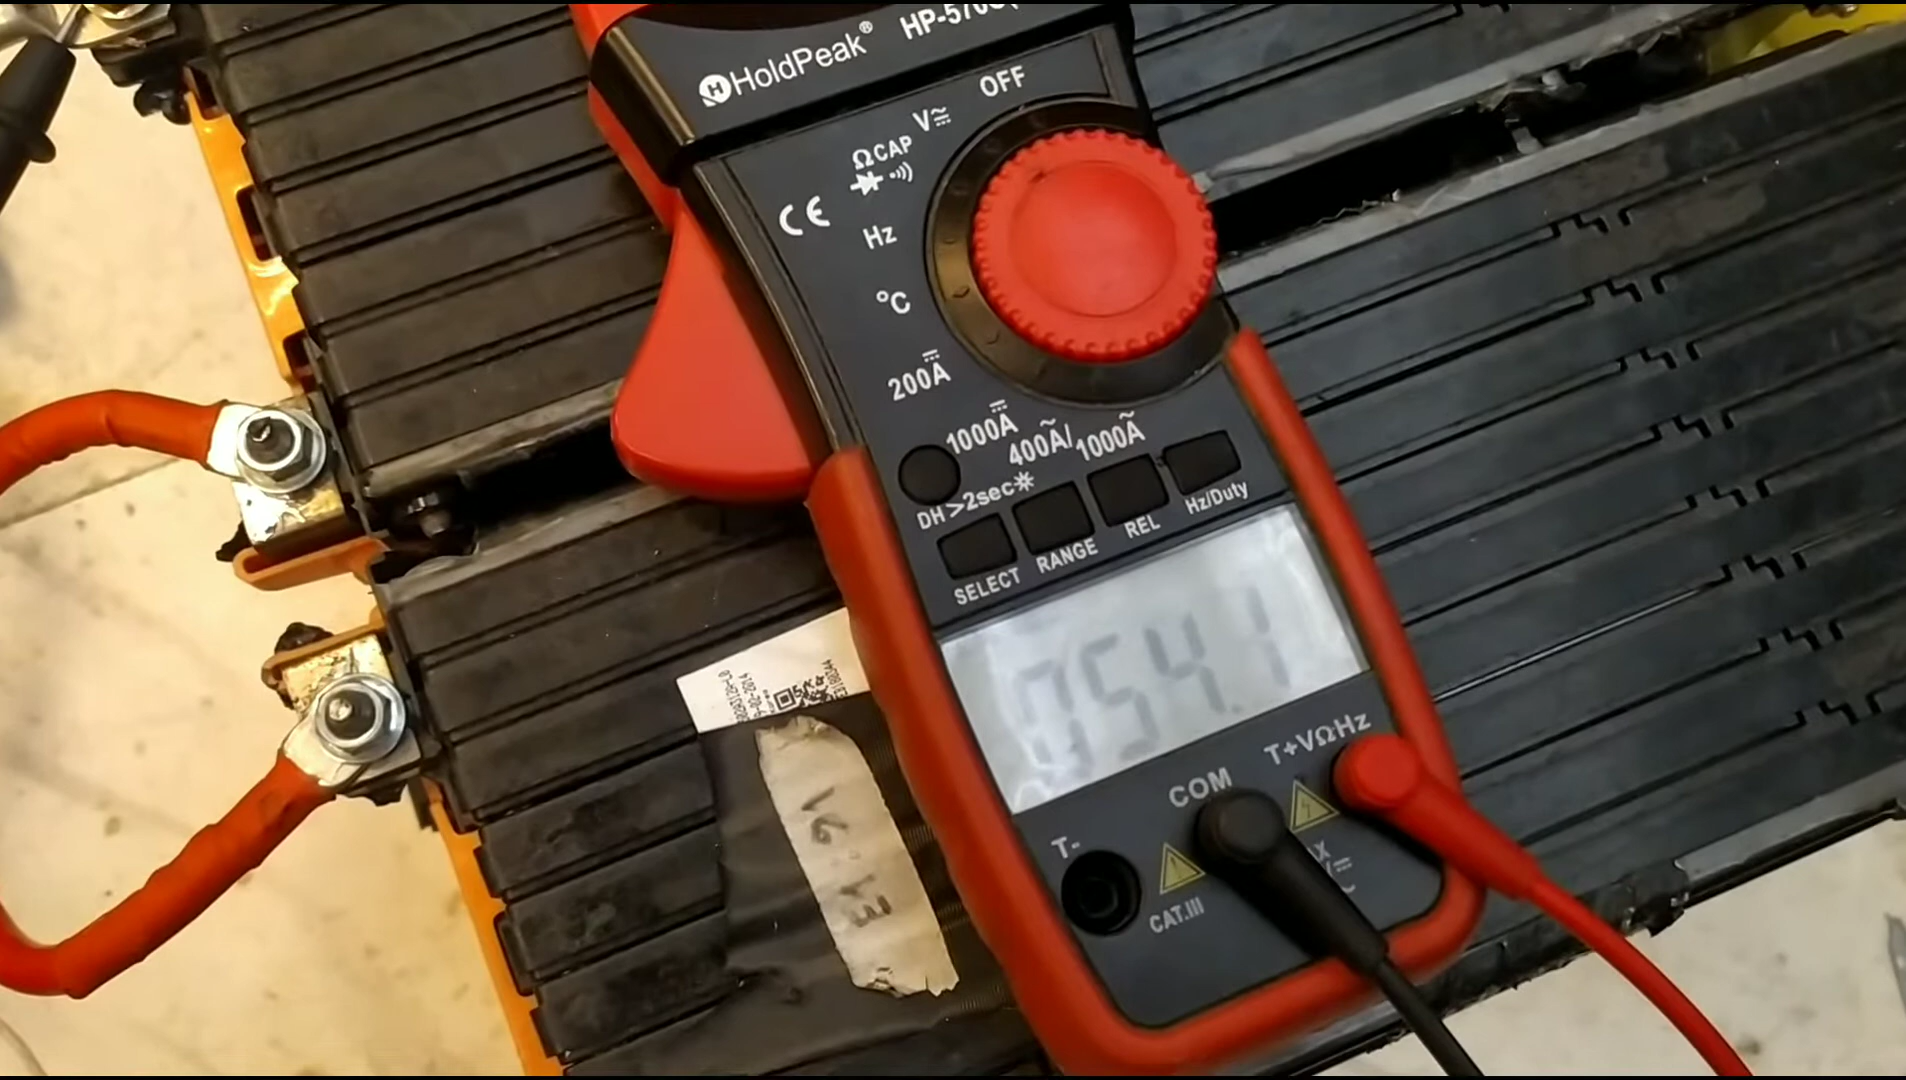 HoldPeak®
OFF
V≂
ΩCAP
CE
Hz
°C
200A
1000A
400A/1000A
DH >2sec☀
SELECT
RANGE
REL
Hz/Duty
054.1
T+VΩHz
COM
T-
CAT.III